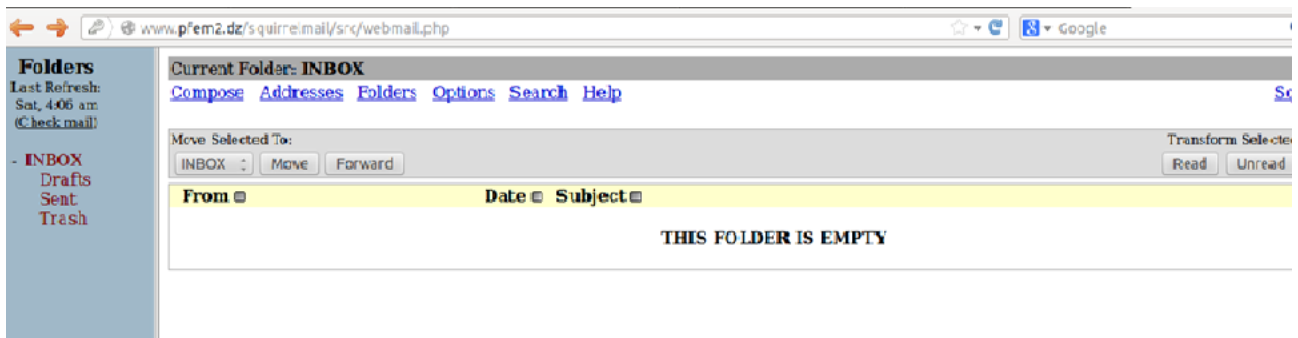 www.pfem2.dz/squirrelmail/src/webmail.php
Google
Folders
Last Refresh:
Sat, 4:06 am
(Check mail)
- INBOX
Drafts
Sent
Trash
Current Folder: INBOX
Compose Addresses Folders Options Search Help
Move Selected To:
Transform Selected
INBOX Move Forward
Read Unread
From Date Subject
THIS FOLDER IS EMPTY